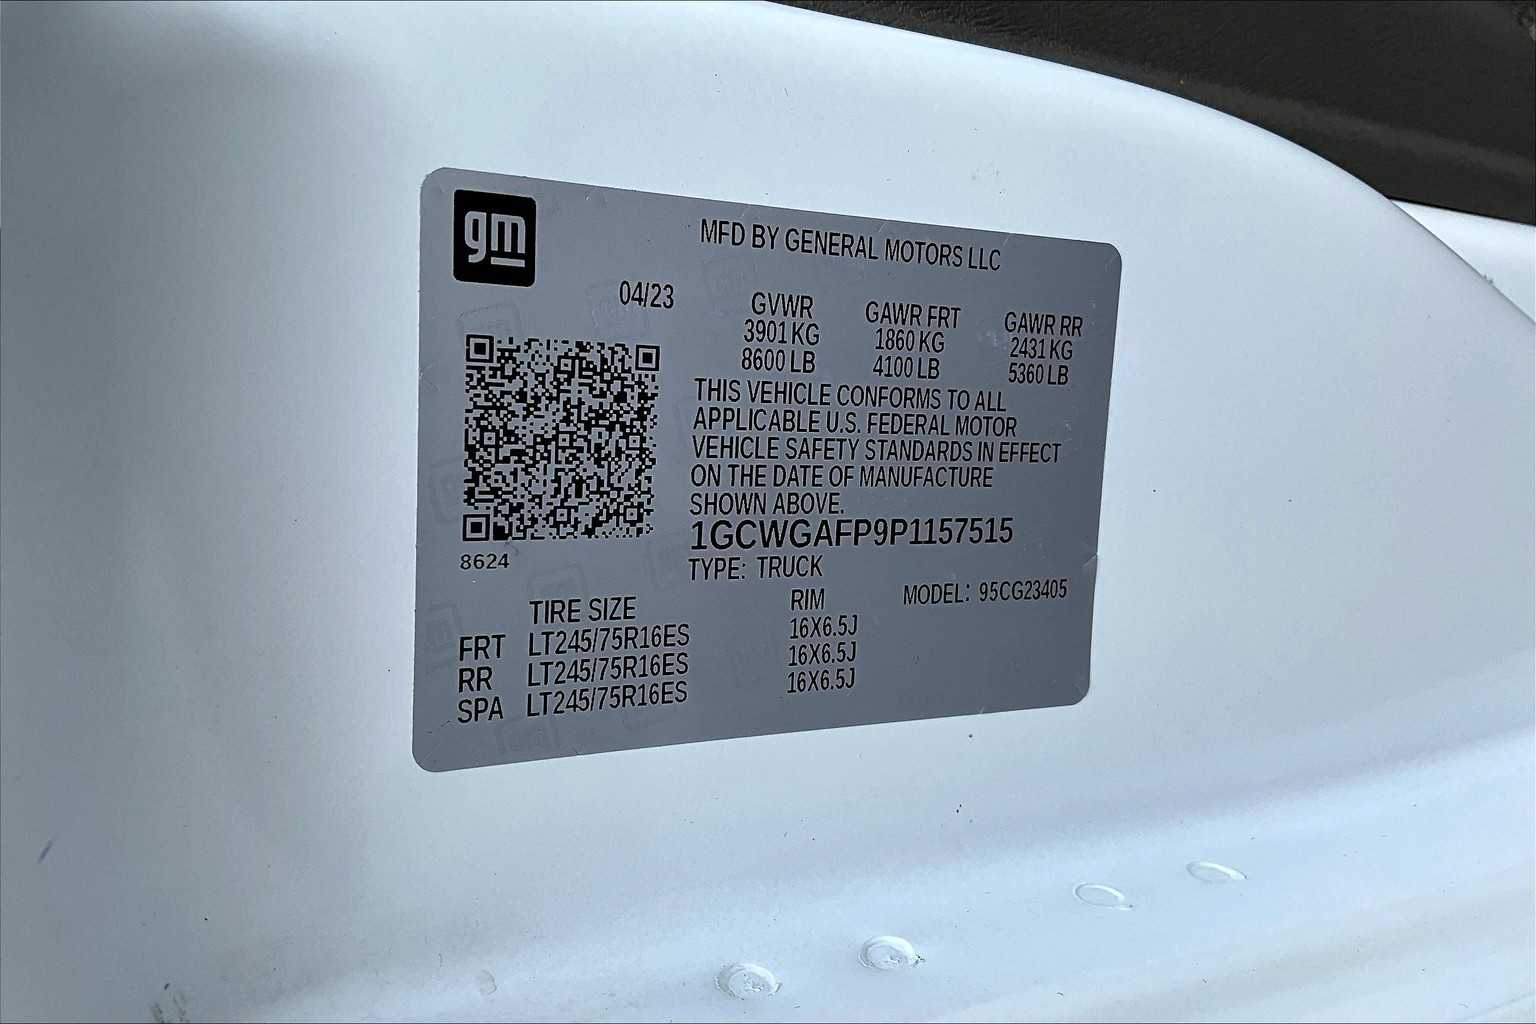 gm
MFD BY GENERAL MOTORS LLC
04/23
GVWR GAWR FRT GAWR RR
3901 KG 1860 KG 2431 KG
8600 LB 4100 LB 5360 LB
THIS VEHICLE CONFORMS TO ALL
APPLICABLE U.S. FEDERAL MOTOR
VEHICLE SAFETY STANDARDS IN EFFECT
ON THE DATE OF MANUFACTURE
SHOWN ABOVE.
1GCWGAFP9P1157515
8624
TYPE: TRUCK
MODEL: 95CG23405
TIRE SIZE RIM
FRT LT245/75R16ES 16X6.5J
RR LT245/75R16ES 16X6.5J
SPA LT245/75R16ES 16X6.5J